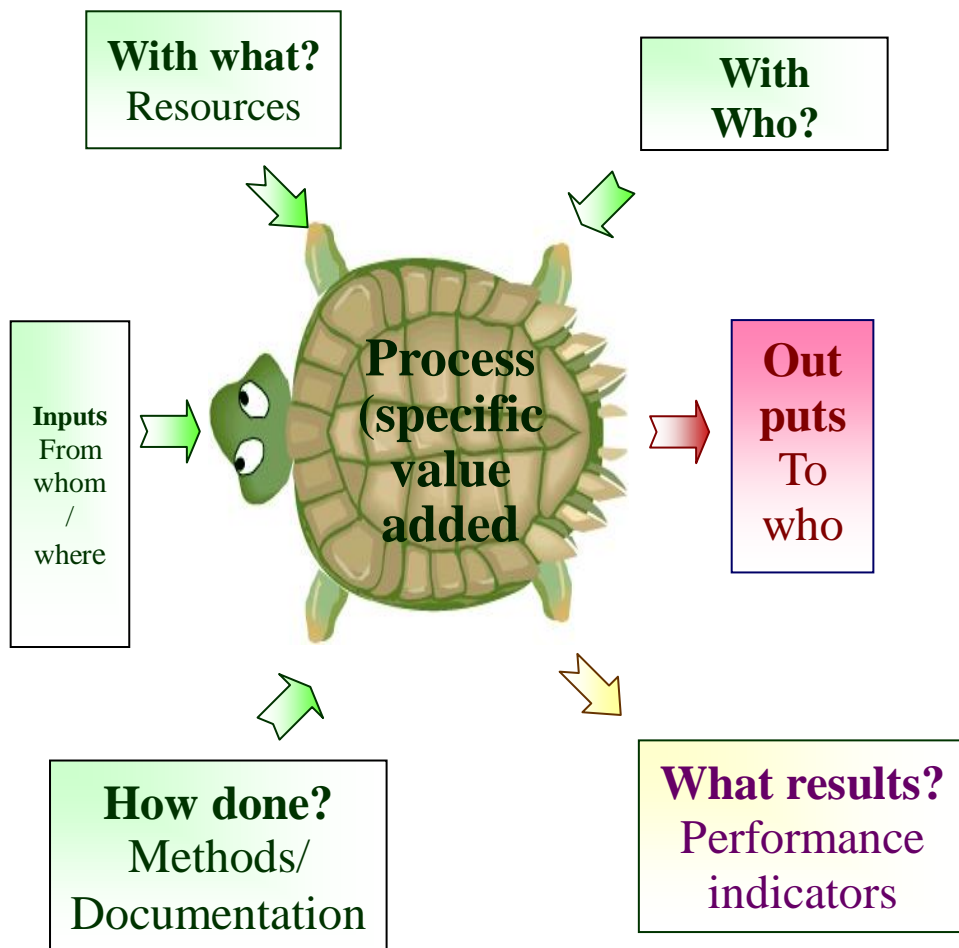 With what?
Resources
With
Who?
Inputs
From
whom
/
where
Process
(specific
value
added
Out
puts
To
who
How done?
Methods/
Documentation
What results?
Performance
indicators